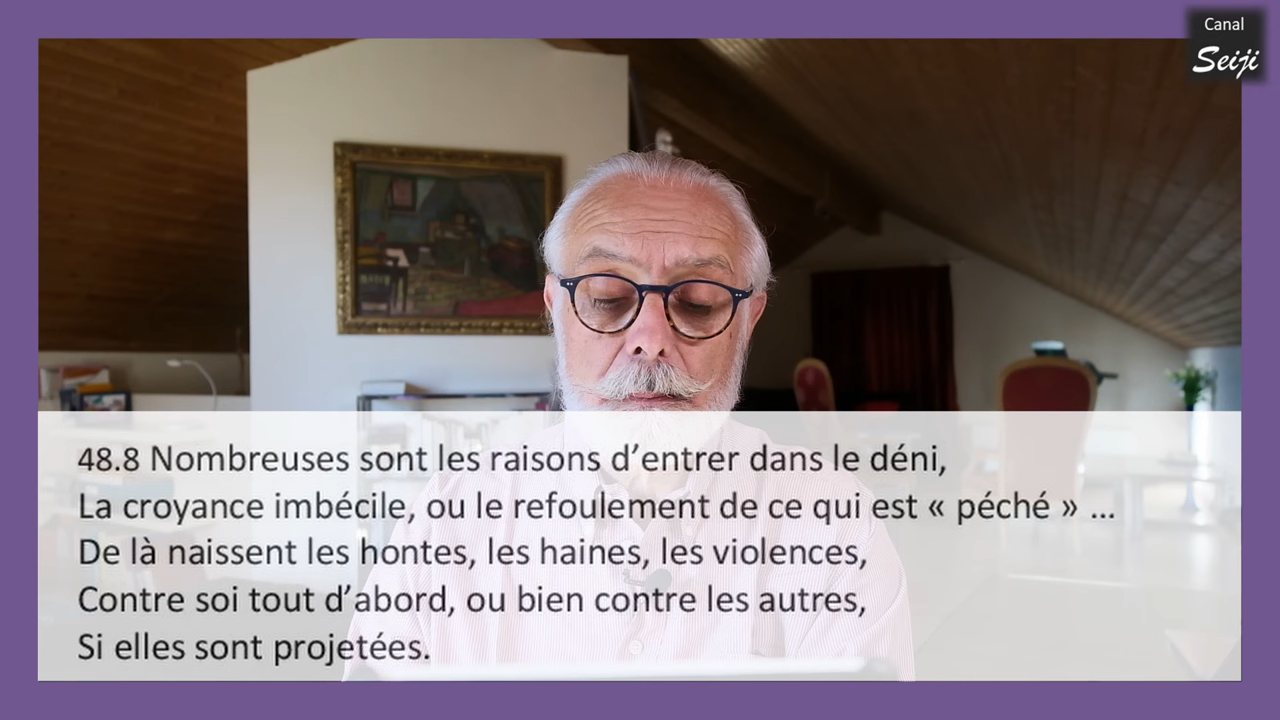 Canal
Seiji
48.8 Nombreuses sont les raisons d’entrer dans le déni,
La croyance imbécile, ou le refoulement de ce qui est « péché » ...
De là naissent les hontes, les haines, les violences,
Contre soi tout d’abord, ou bien contre les autres,
Si elles sont projetées.